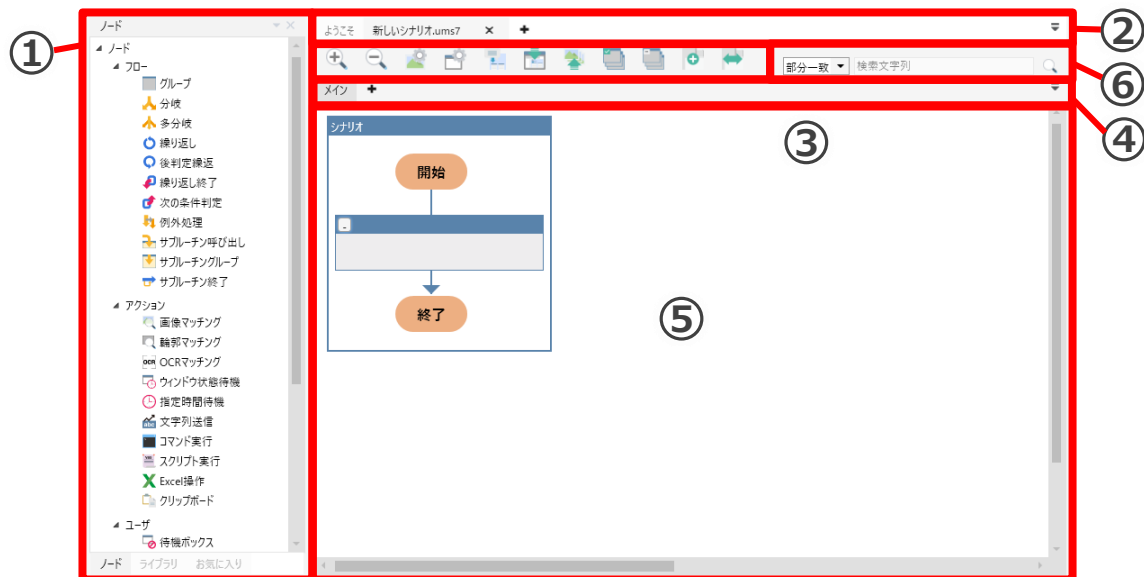 ①
ノード
ノード
フロー
グループ
分岐
多分岐
繰り返し
後判定繰返
繰り返し終了
次の条件判定
例外処理
サブルーチン呼び出し
サブルーチングループ
サブルーチン終了
アクション
画像マッチング
輪郭マッチング
OCR OCRマッチング
ウィンドウ状態待機
指定時間待機
abc 文字列送信
コマンド実行
スクリプト実行
Excel操作
クリップボード
ユーザ
待機ボックス
ノード ライブラリ お気に入り
ようこそ 新しいシナリオ.ums7 × +
②
部分一致 検索文字列
⑥
メイン +
④
③
シナリオ
開始
-
終了
⑤